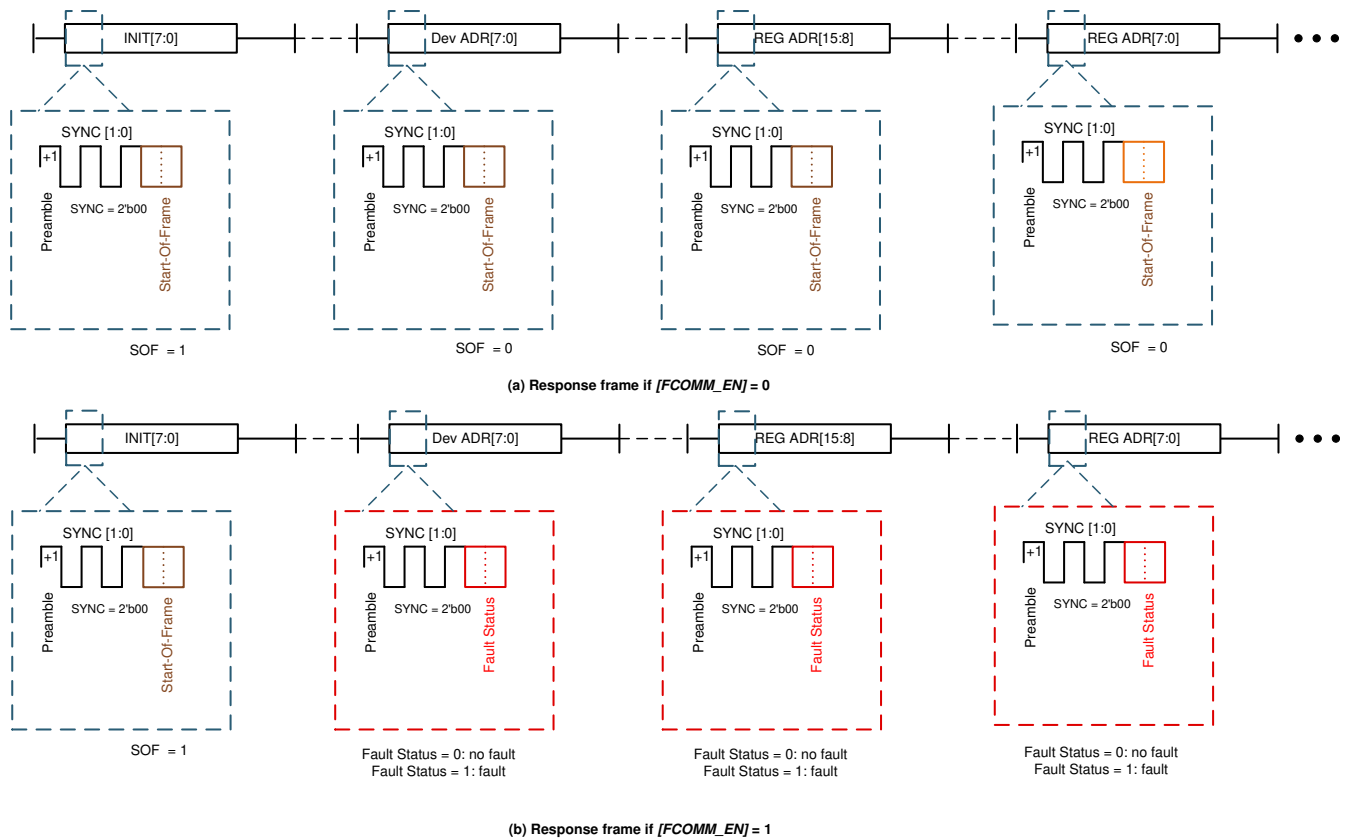 INIT[7:0]
Dev ADR[7:0]
REG ADR[15:8]
REG ADR[7:0]
SYNC [1:0]
+1
Preamble
SYNC = 2'b00
Start-Of-Frame
SOF = 1
SYNC [1:0]
+1
Preamble
SYNC = 2'b00
Start-Of-Frame
SOF = 0
SYNC [1:0]
+1
Preamble
SYNC = 2'b00
Start-Of-Frame
SOF = 0
SYNC [1:0]
+1
Preamble
SYNC = 2'b00
Start-Of-Frame
SOF = 0
(a) Response frame if [FCOMM_EN] = 0
INIT[7:0]
Dev ADR[7:0]
REG ADR[15:8]
REG ADR[7:0]
SYNC [1:0]
+1
Preamble
SYNC = 2'b00
Start-Of-Frame
SOF = 1
SYNC [1:0]
+1
Preamble
SYNC = 2'b00
Fault Status
Fault Status = 0: no fault
Fault Status = 1: fault
SYNC [1:0]
+1
Preamble
SYNC = 2'b00
Fault Status
Fault Status = 0: no fault
Fault Status = 1: fault
SYNC [1:0]
+1
Preamble
SYNC = 2'b00
Fault Status
Fault Status = 0: no fault
Fault Status = 1: fault
(b) Response frame if [FCOMM_EN] = 1